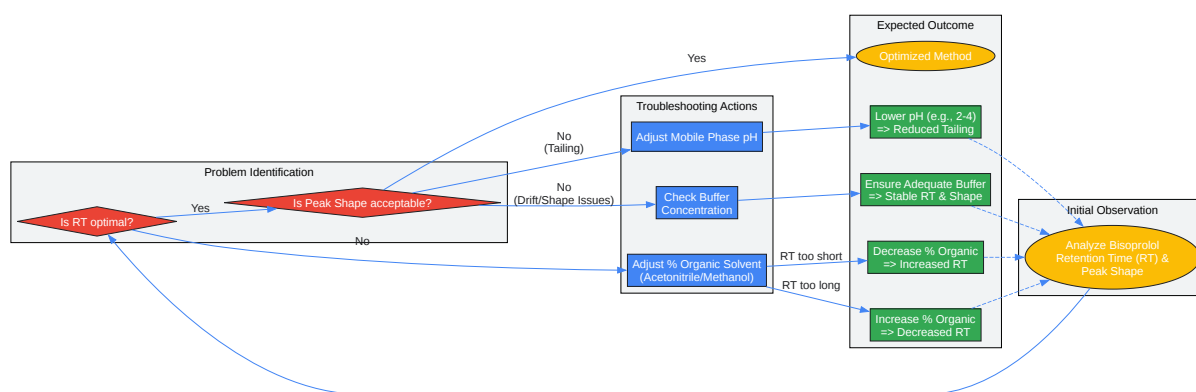 Expected Outcome
Optimized Method
Yes
Troubleshooting Actions
Lower pH (e.g., 2-4)
=> Reduced Tailing
Adjust Mobile Phase pH
No
(Tailing)
Problem Identification
Is Peak Shape acceptable?
No
(Drift/Shape Issues)
Check Buffer
Concentration
Ensure Adequate Buffer
=> Stable RT & Shape
Is RT optimal?
Yes
No
Initial Observation
Analyze Bisoprolol
Retention Time (RT) &
Peak Shape
Adjust % Organic Solvent
(Acetonitrile/Methanol)
RT too short
Decrease % Organic
=> Increased RT
RT too long
Increase % Organic
=> Decreased RT